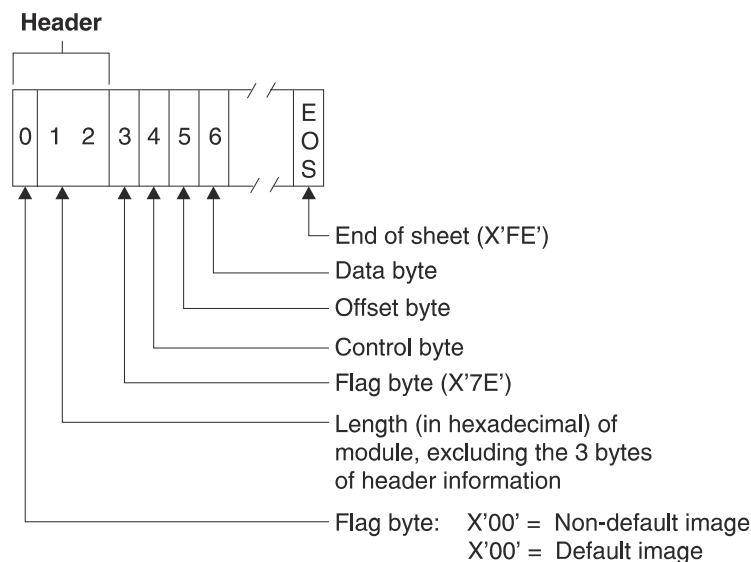 Header
0 1 2 3 4 5 6
E
O
S
End of sheet (X'FE')
Data byte
Offset byte
Control byte
Flag byte (X'7E')
Length (in hexadecimal) of
module, excluding the 3 bytes
of header information
Flag byte: X'00' = Non-default image
X'00' = Default image